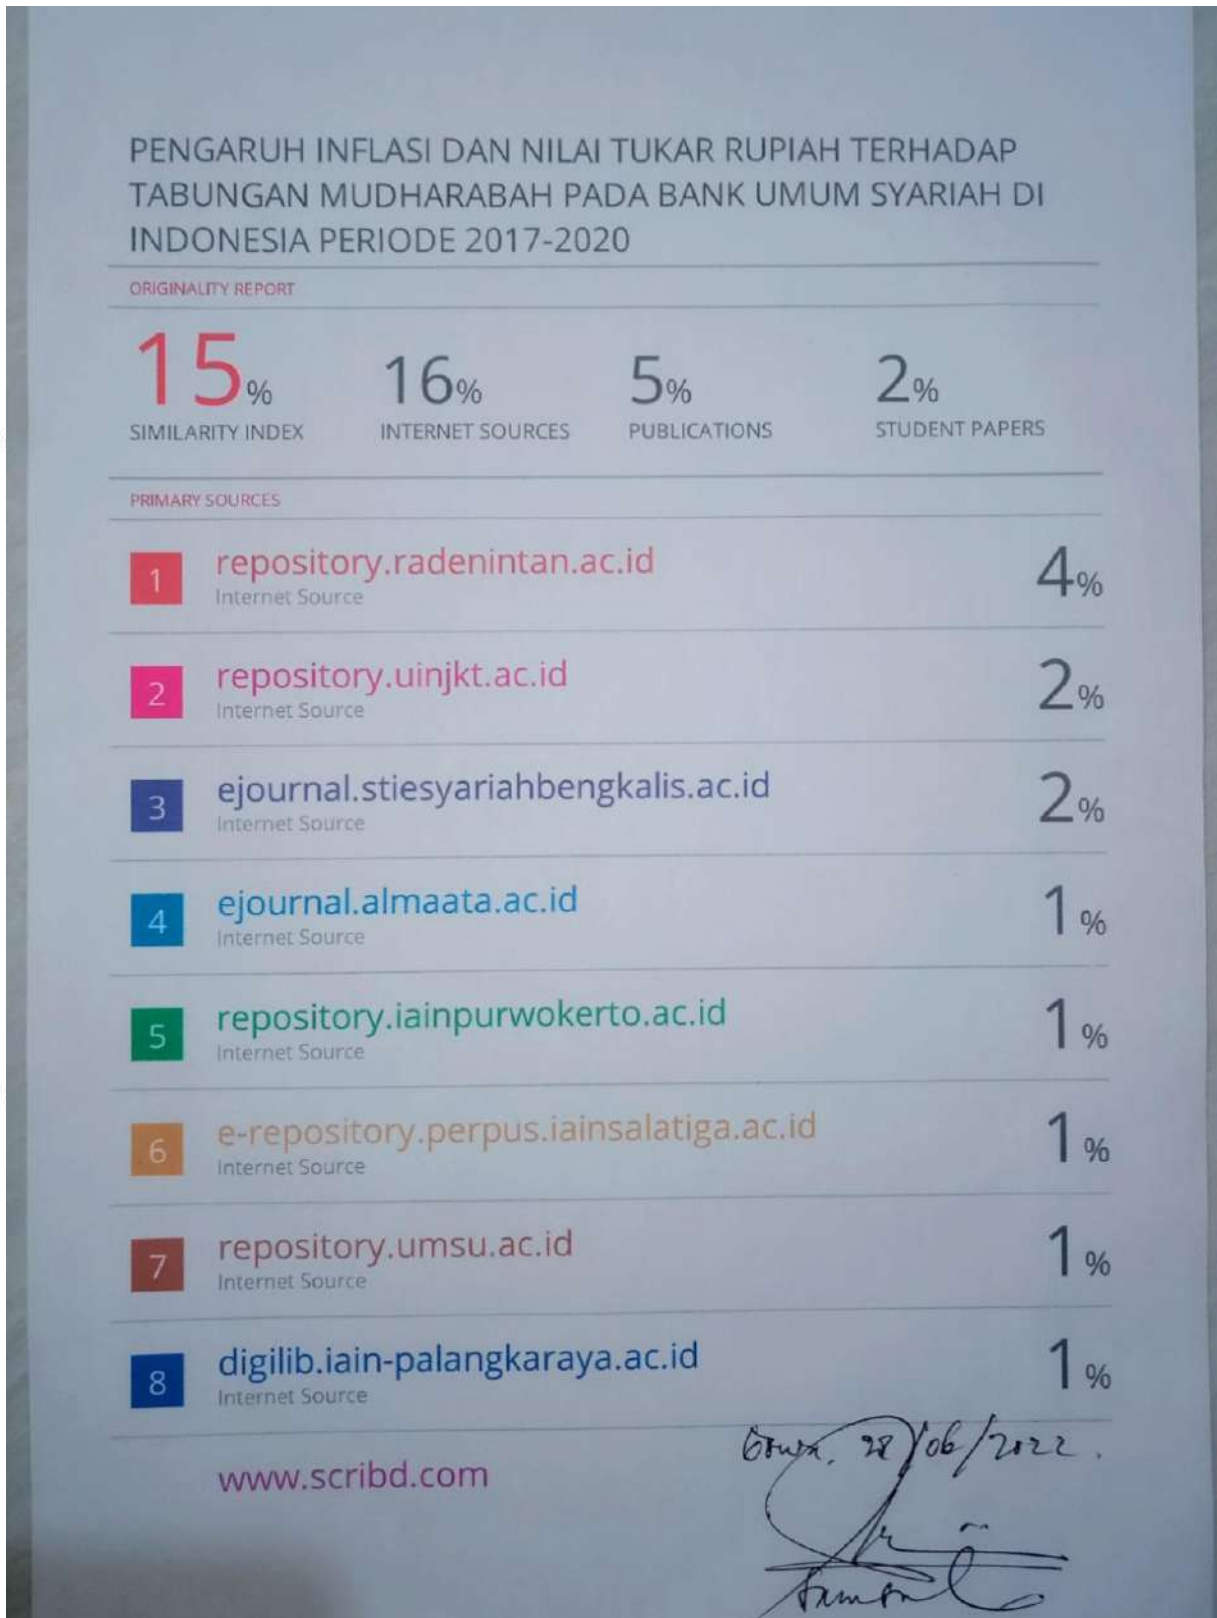 PENGARUH INFLASI DAN NILAI TUKAR RUPIAH TERHADAP
TABUNGAN MUDHARABAH PADA BANK UMUM SYARIAH DI
INDONESIA PERIODE 2017-2020
ORIGINALITY REPORT
15% 16% 5% 2%
SIMILARITY INDEX INTERNET SOURCES PUBLICATIONS STUDENT PAPERS
PRIMARY SOURCES
1 repository.radenintan.ac.id 4%
Internet Source
2 repository.uinjkt.ac.id 2%
Internet Source
3 ejournal.stiesyariahbengkalis.ac.id 2%
Internet Source
4 ejournal.almaata.ac.id 1%
Internet Source
5 repository.iainpurwokerto.ac.id 1%
Internet Source
6 e-repository.perpus.iainsalatiga.ac.id 1%
Internet Source
7 repository.umsu.ac.id 1%
Internet Source
8 digilib.iain-palangkaraya.ac.id 1%
Internet Source
28/06/2022.
www.scribd.com